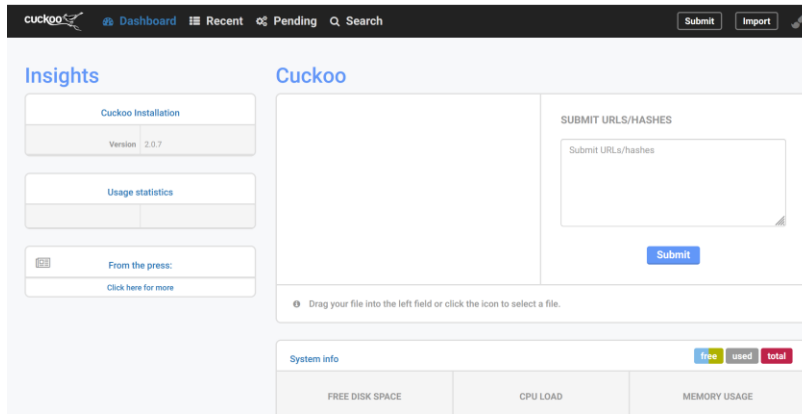 cuckoo Dashboard Recent Pending Search Submit Import
Insights
Cuckoo Installation
Version 2.0.7
Usage statistics
From the press:
Click here for more
Cuckoo
SUBMIT URLS/HASHES
Submit URLs/hashes
Submit
Drag your file into the left field or click the icon to select a file.
System info
free used total
FREE DISK SPACE CPU LOAD MEMORY USAGE